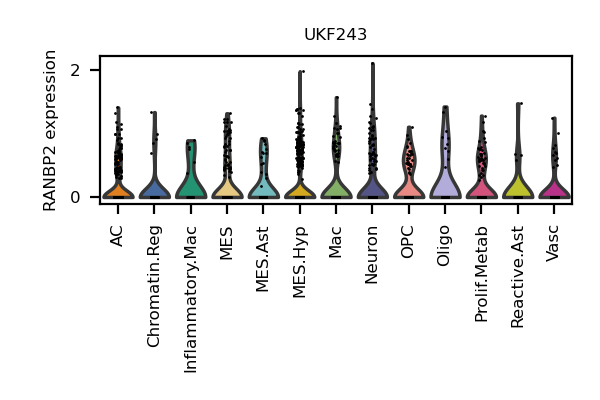 UKF243
RANBP2 expression
2
0
AC
Chromatin.Reg
Inflammatory.Mac
MES
MES.Ast
MES.Hyp
Mac
Neuron
OPC
Oligo
Prolif.Metab
Reactive.Ast
Vasc